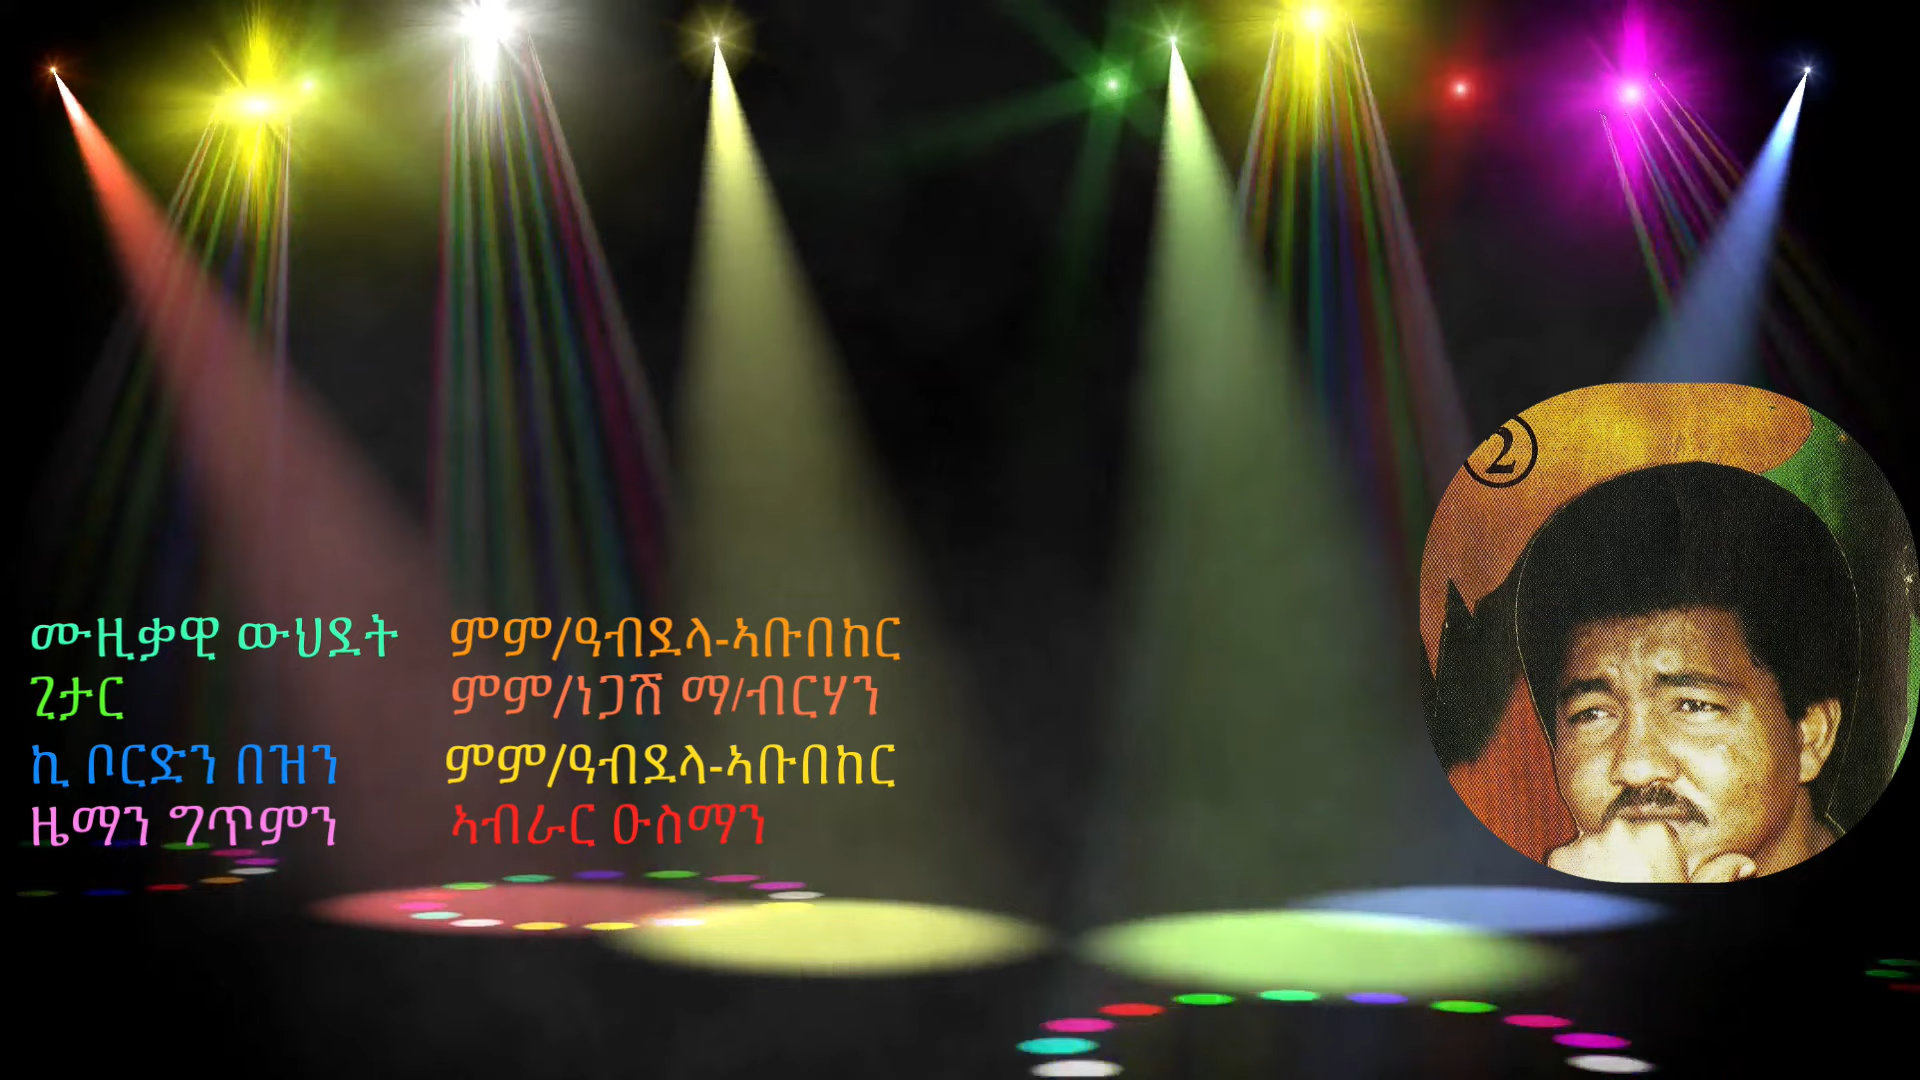 ሙዚቃዊ ውህደት ምም/ዓብደላ-ኣቡበከር
ጊታር ምም/ነጋሽ ማ/ብርሃን
ኪ ቦርድን በዝን ምም/ዓብደላ-ኣቡበከር
ዜማን ግጥምን ኣብራር ዑስማን
2